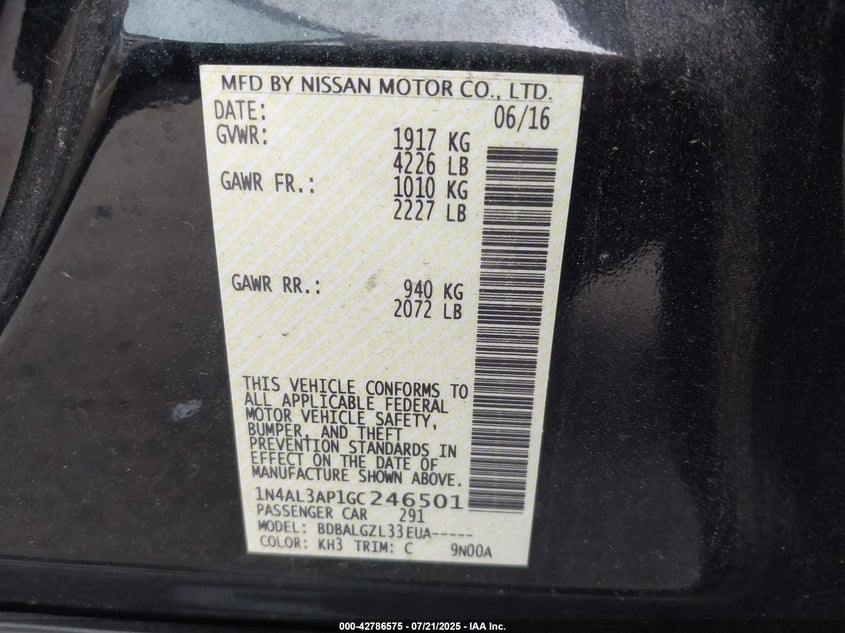 MFD BY NISSAN MOTOR CO., LTD.
DATE: 06/16
GVWR: 1917 KG
4226 LB
GAWR FR.: 1010 KG
2227 LB
GAWR RR.: 940 KG
2072 LB
THIS VEHICLE CONFORMS TO
ALL APPLICABLE FEDERAL
MOTOR VEHICLE SAFETY,
BUMPER, AND THEFT
PREVENTION STANDARDS IN
EFFECT ON THE DATE OF
MANUFACTURE SHOWN ABOVE.
1N4AL3AP1GC246501
PASSENGER CAR 291
MODEL: BDBALGZL33EUA-----
COLOR: KH3 TRIM: C 9N00A
000-42786575 / 07/21/2025 - IAA Inc.